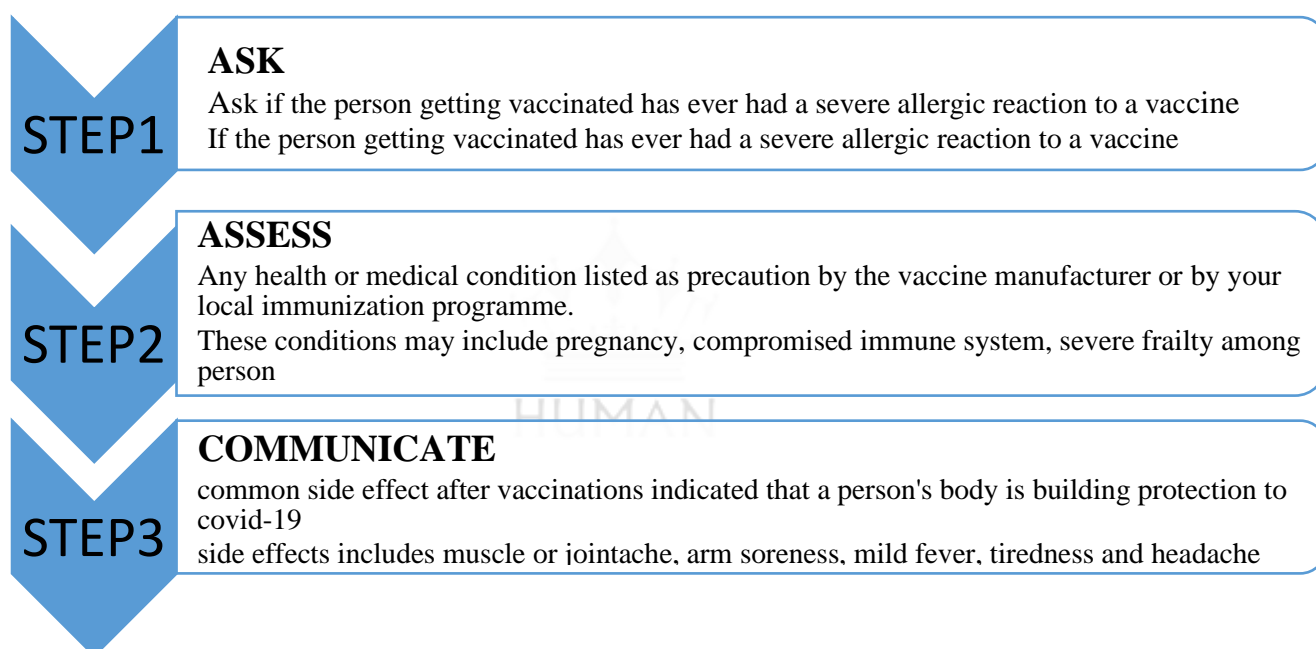 STEP1
ASK
Ask if the person getting vaccinated has ever had a severe allergic reaction to a vaccine
If the person getting vaccinated has ever had a severe allergic reaction to a vaccine
STEP2
ASSESS
Any health or medical condition listed as precaution by the vaccine manufacturer or by your
local immunization programme.
These conditions may include pregnancy, compromised immune system, severe frailty among
person
HUMAN
STEP3
COMMUNICATE
common side effect after vaccinations indicated that a person's body is building protection to
covid-19
side effects includes muscle or jointache, arm soreness, mild fever, tiredness and headache